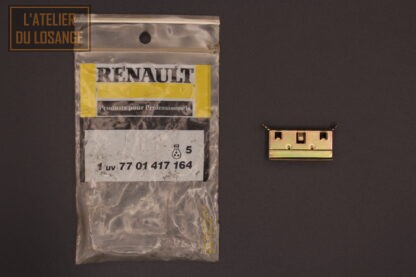 L'ATELIER
DU LOSANGE
RENAULT
Produits pour Professionnels
5
1 UV 77 01 417 164